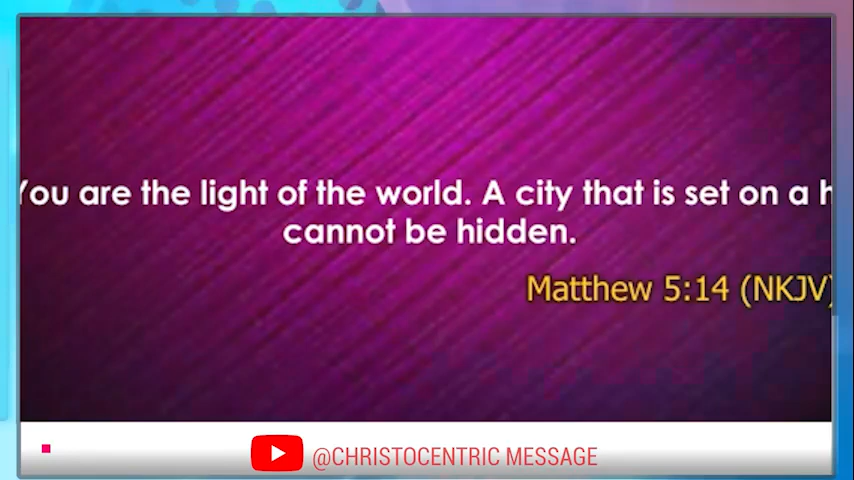 You are the light of the world. A city that is set on a h
cannot be hidden.
Matthew 5:14 (NKJV)
@CHRISTOCENTRIC MESSAGE